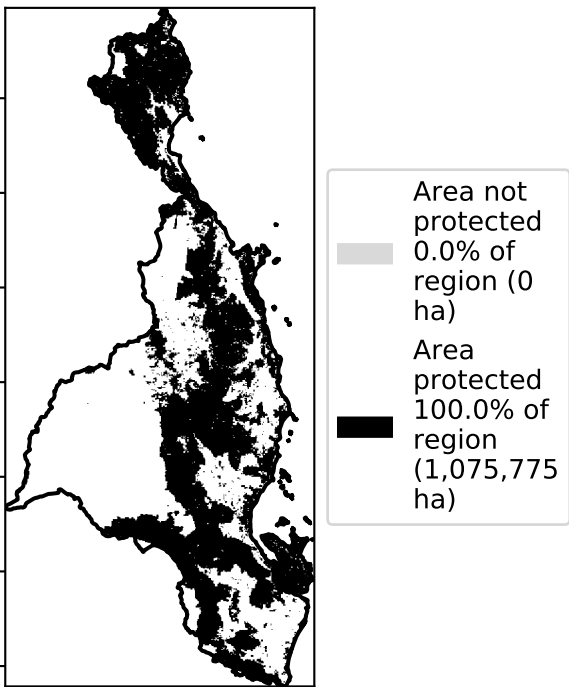 Area not
protected
0.0% of
region (0
ha)
Area
protected
100.0% of
region
(1,075,775
ha)